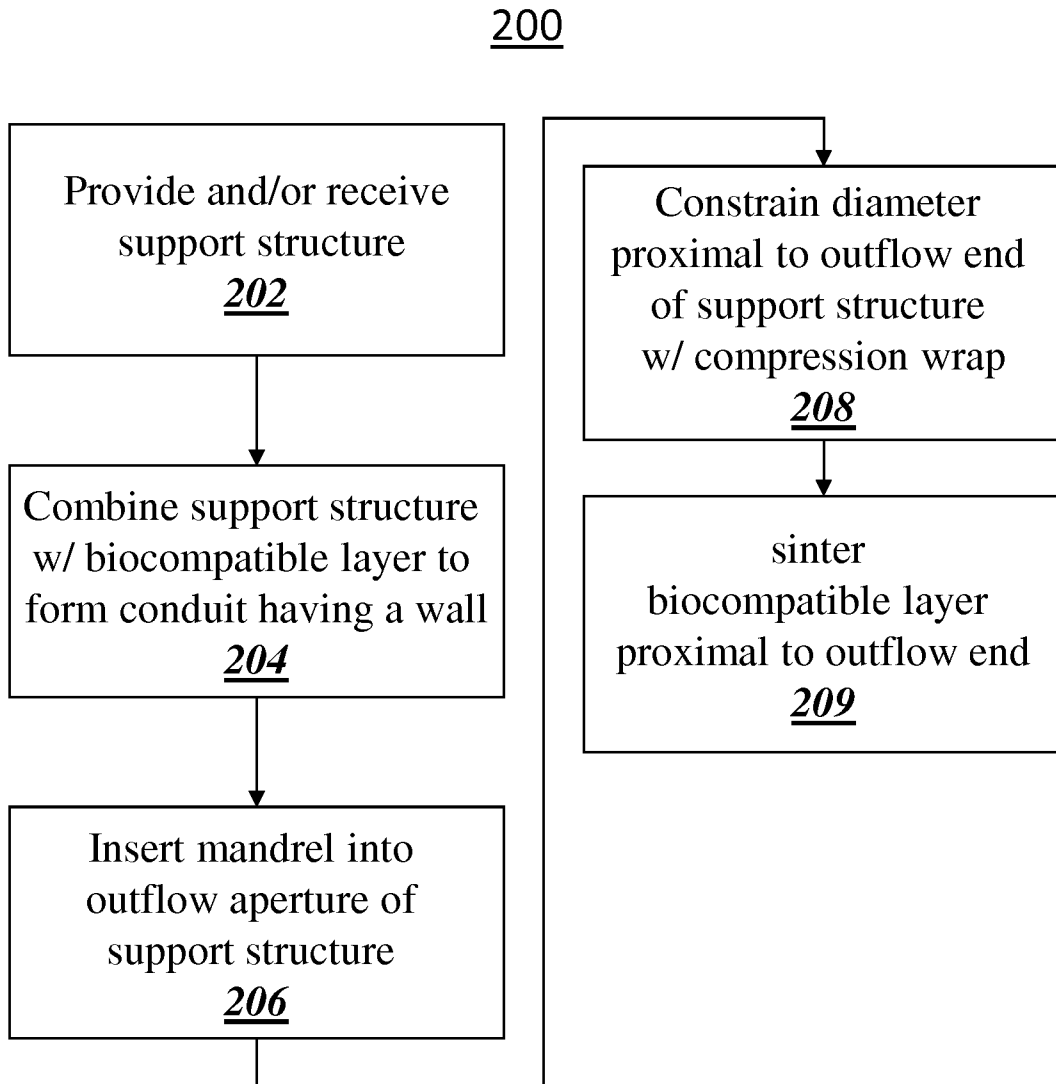 200
Provide and/or receive
support structure
202
Combine support structure
w/ biocompatible layer to
form conduit having a wall
204
Insert mandrel into
outflow aperture of
support structure
206
Constrain diameter
proximal to outflow end
of support structure
w/ compression wrap
208
sinter
biocompatible layer
proximal to outflow end
209